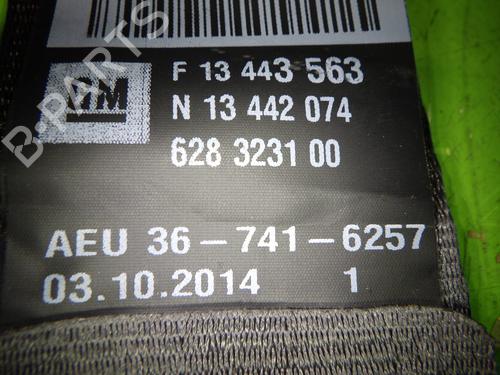 B-PARTS
GM
F 13 443 563
N 13 442 074
628 3231 00
AEU 36-741-6257
03.10.2014 1